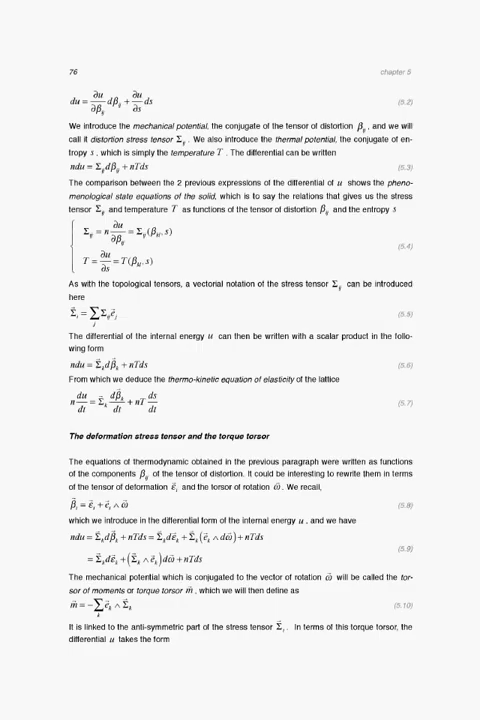 76
chapter 5
du = ∂u/∂β_ij dβ_ij + ∂u/∂s ds (5.2)
We introduce the mechanical potential, the conjugate of the tensor of distortion β_ij, and we will
call it distortion stress tensor Σ_ij. We also introduce the thermal potential, the conjugate of en-
tropy s, which is simply the temperature T. The differential can be written
ndu = Σ_ij dβ_ij + nTds (5.3)
The comparison between the 2 previous expressions of the differential of u shows the pheno-
menological state equations of the solid, which is to say the relations that gives us the stress
tensor Σ_ij and temperature T as functions of the tensor of distortion β_ij and the entropy s
{ Σ_ij = n ∂u/∂β_ij = Σ_ij(β_kl, s)
T = ∂u/∂s = T(β_kl, s) (5.4)
As with the topological tensors, a vectorial notation of the stress tensor Σ_ij can be introduced
here
Σ⃗_i = ∑_j Σ_ij e⃗_j (5.5)
The differential of the internal energy u can then be written with a scalar product in the follo-
wing form
ndu = Σ⃗_k dβ⃗_k + nTds (5.6)
From which we deduce the thermo-kinetic equation of elasticity of the lattice
n du/dt = Σ⃗_k dβ⃗_k/dt + nT ds/dt (5.7)
The deformation stress tensor and the torque torsor
The equations of thermodynamic obtained in the previous paragraph were written as functions
of the components β_ij of the tensor of distortion. It could be interesting to rewrite them in terms
of the tensor of deformation ε⃗_i and the torsor of rotation ω⃗. We recall,
β⃗_i = ε⃗_i + e⃗_i ∧ ω⃗ (5.8)
which we introduce in the differential form of the internal energy u, and we have
ndu = Σ⃗_k dβ⃗_k + nTds = Σ⃗_k dε⃗_k + Σ⃗_k(e⃗_k ∧ dω⃗) + nTds
= Σ⃗_k dε⃗_k + (Σ⃗_k ∧ e⃗_k)dω⃗ + nTds (5.9)
The mechanical potential which is conjugated to the vector of rotation ω⃗ will be called the tor-
sor of moments or torque torsor m⃗, which we will then define as
m⃗ = −∑_k e⃗_k ∧ Σ⃗_k (5.10)
It is linked to the anti-symmetric part of the stress tensor Σ⃗_i. In terms of this torque torsor, the
differential u takes the form